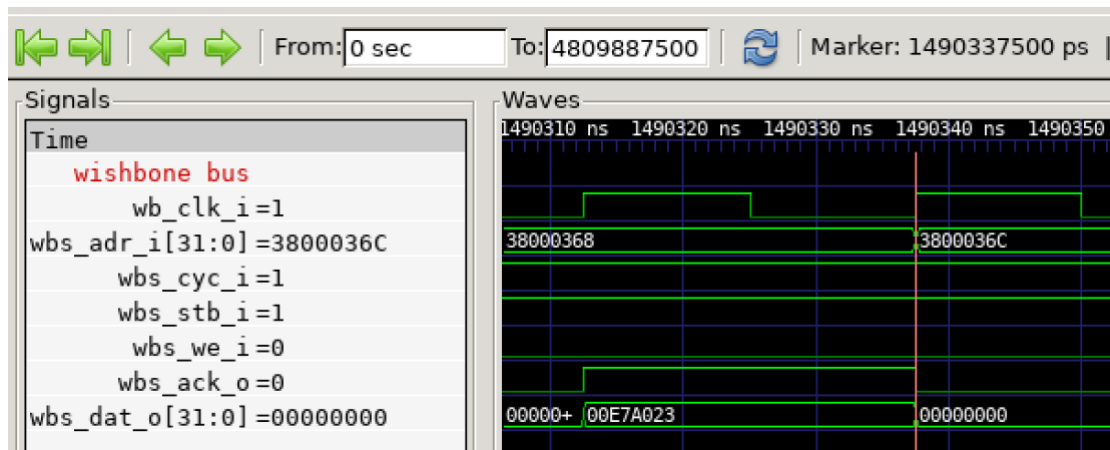 From: 0 sec To: 4809887500 Marker: 1490337500 ps
Signals Waves
Time 1490310 ns 1490320 ns 1490330 ns 1490340 ns 1490350
wishbone bus
wb_clk_i=1
wbs_adr_i[31:0]=3800036C 38000368 3800036C
wbs_cyc_i=1
wbs_stb_i=1
wbs_we_i=0
wbs_ack_o=0
wbs_dat_o[31:0]=00000000 00000+ 00E7A023 00000000